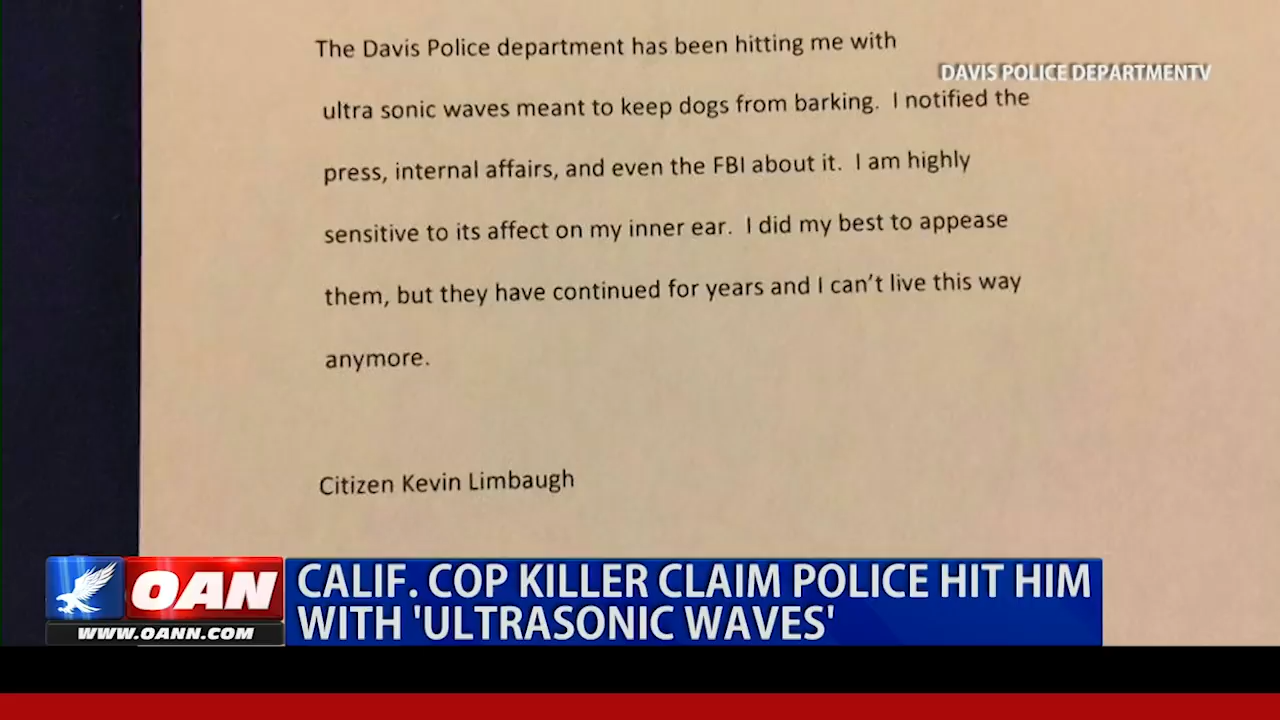 The Davis Police department has been hitting me with
DAVIS POLICE DEPARTMENTV
ultra sonic waves meant to keep dogs from barking. I notified the
press, internal affairs, and even the FBI about it. I am highly
sensitive to its affect on my inner ear. I did my best to appease
them, but they have continued for years and I can't live this way
anymore.
Citizen Kevin Limbaugh
OAN
WWW.OANN.COM
CALIF. COP KILLER CLAIM POLICE HIT HIM
WITH 'ULTRASONIC WAVES'